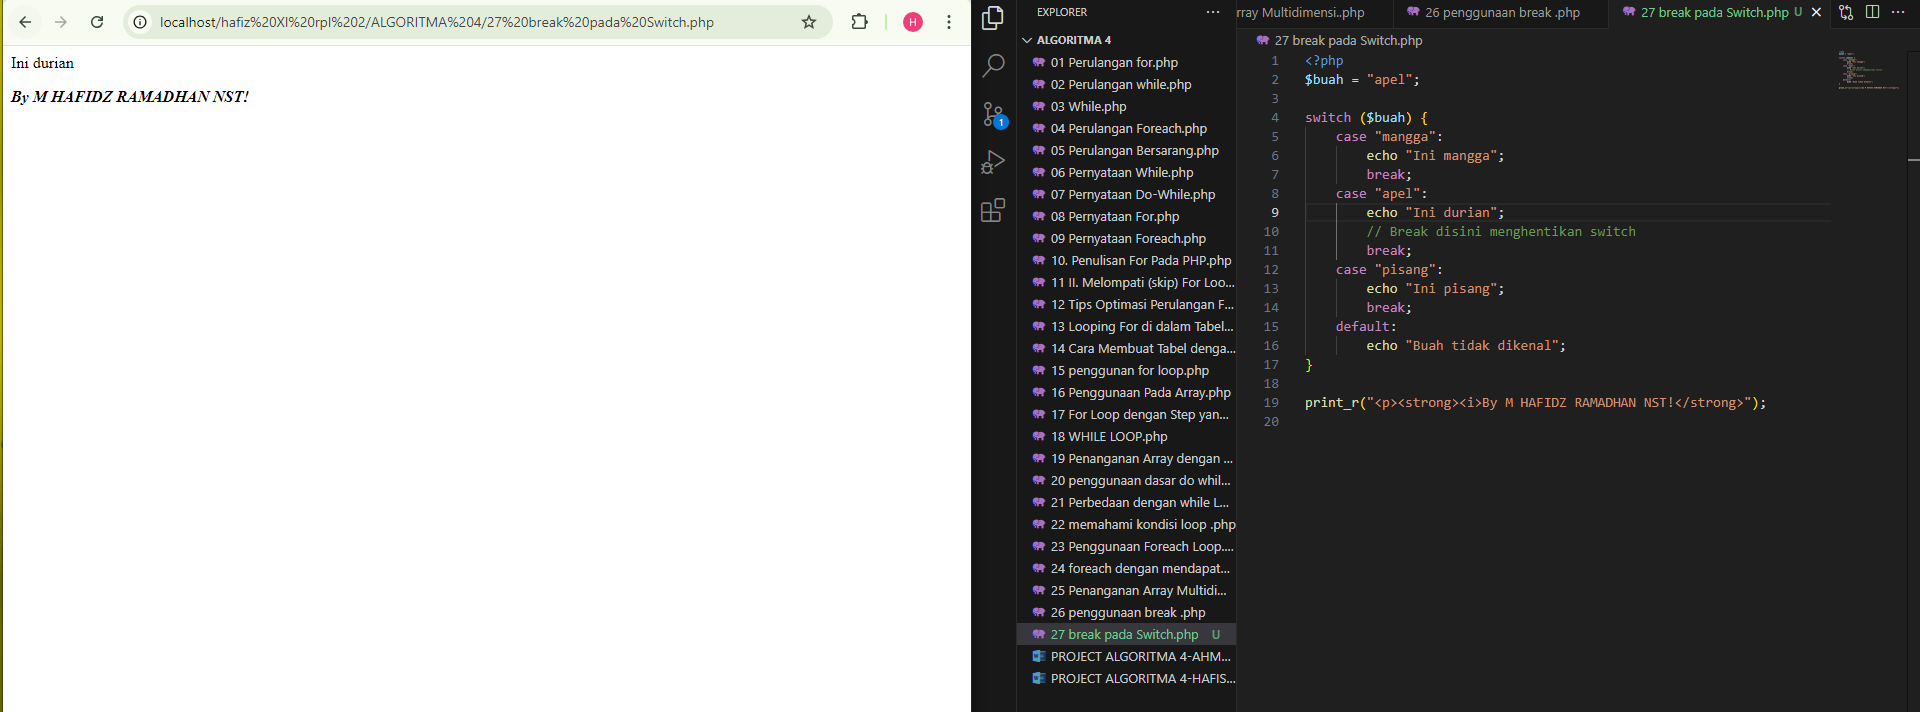 localhost/hafiz%20XI%20rpl%202/ALGORITMA%204/27%20break%20pada%20Switch.php
H
Ini durian
By M HAFIDZ RAMADHAN NST!
1
EXPLORER
ALGORITMA 4
01 Perulangan for.php
02 Perulangan while.php
03 While.php
04 Perulangan Foreach.php
05 Perulangan Bersarang.php
06 Pernyataan While.php
07 Pernyataan Do-While.php
08 Pernyataan For.php
09 Pernyataan Foreach.php
10. Penulisan For Pada PHP.php
11 II. Melompati (skip) For Loo...
12 Tips Optimasi Perulangan F...
13 Looping For di dalam Tabel...
14 Cara Membuat Tabel denga...
15 penggunan for loop.php
16 Penggunaan Pada Array.php
17 For Loop dengan Step yan...
18 WHILE LOOP.php
19 Penanganan Array dengan ...
20 penggunaan dasar do whil...
21 Perbedaan dengan while L...
22 memahami kondisi loop .php
23 Penggunaan Foreach Loop....
24 foreach dengan mendapat...
25 Penanganan Array Multidi...
26 penggunaan break .php
27 break pada Switch.php U
PROJECT ALGORITMA 4-AHM...
PROJECT ALGORITMA 4-HAFIS...
rray Multidimensi..php
26 penggunaan break .php
27 break pada Switch.php U
27 break pada Switch.php
1 <?php
2 $buah = "apel";
3
4 switch ($buah) {
5 case "mangga":
6 echo "Ini mangga";
7 break;
8 case "apel":
9 echo "Ini durian";
10 // Break disini menghentikan switch
11 break;
12 case "pisang":
13 echo "Ini pisang";
14 break;
15 default:
16 echo "Buah tidak dikenal";
17 }
18
19 print_r("<p><strong><i>By M HAFIDZ RAMADHAN NST!</strong>");
20